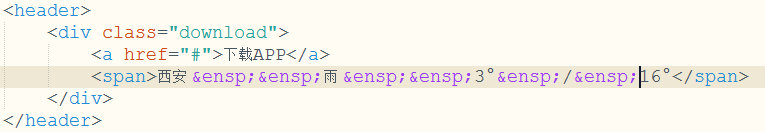 <header>
<div class="download">
<a href="#">下载APP</a>
<span>西安&ensp;&ensp;雨&ensp;&ensp;3°&ensp;/&ensp;16°</span>
</div>
</header>